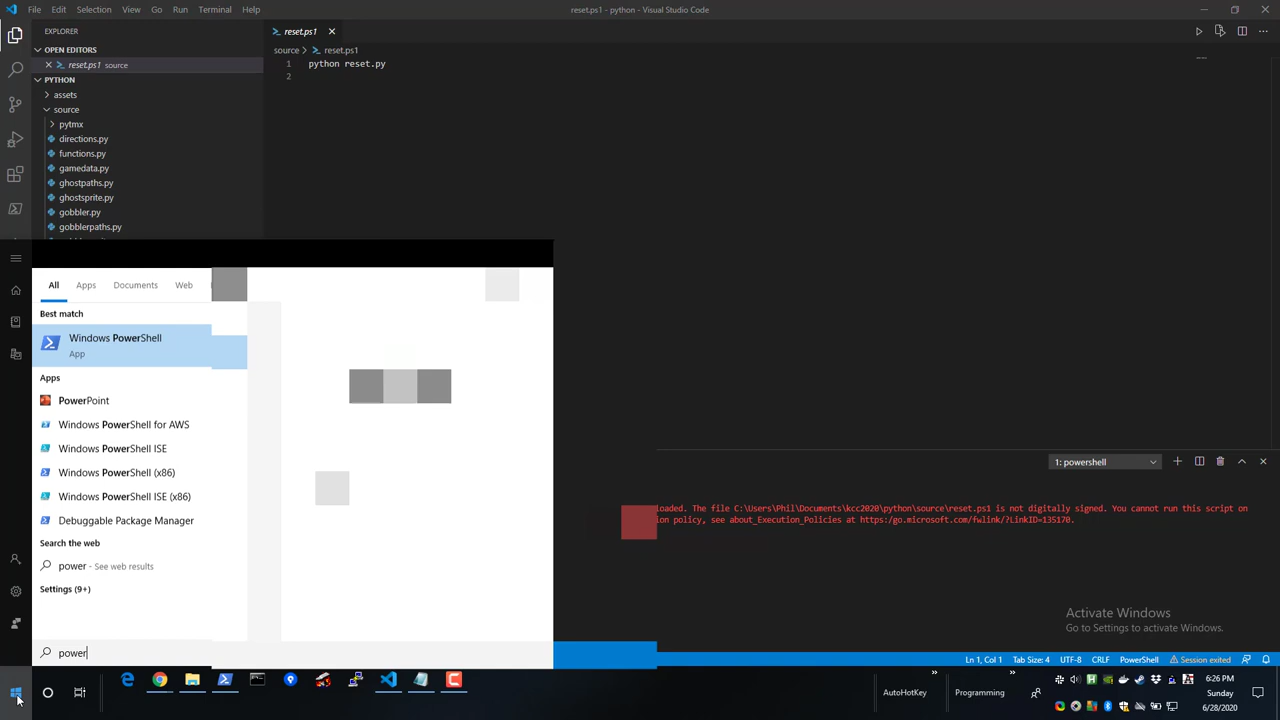 File Edit Selection View Go Run Terminal Help
reset.ps1 - python - Visual Studio Code
EXPLORER
OPEN EDITORS
reset.ps1 source
PYTHON
assets
source
pytmx
directions.py
functions.py
gamedata.py
ghostpaths.py
ghostsprite.py
gobbler.py
gobblerpaths.py
reset.ps1
source > reset.ps1
1 python reset.py
2
All Apps Documents Web
Best match
Windows PowerShell
App
Apps
PowerPoint
Windows PowerShell for AWS
Windows PowerShell ISE
Windows PowerShell (x86)
Windows PowerShell ISE (x86)
Debuggable Package Manager
Search the web
power - See web results
Settings (9+)
power
1: powershell
loaded. The file C:\Users\Phil\Documents\kcc2020\python\source\reset.ps1 is not digitally signed. You cannot run this script on
ion policy, see about_Execution_Policies at https:/go.microsoft.com/fwlink/?LinkID=135170.
Activate Windows
Go to Settings to activate Windows.
Ln 1, Col 1 Tab Size: 4 UTF-8 CRLF PowerShell Session exited
AutoHotKey
Programming
6:26 PM
Sunday
6/28/2020